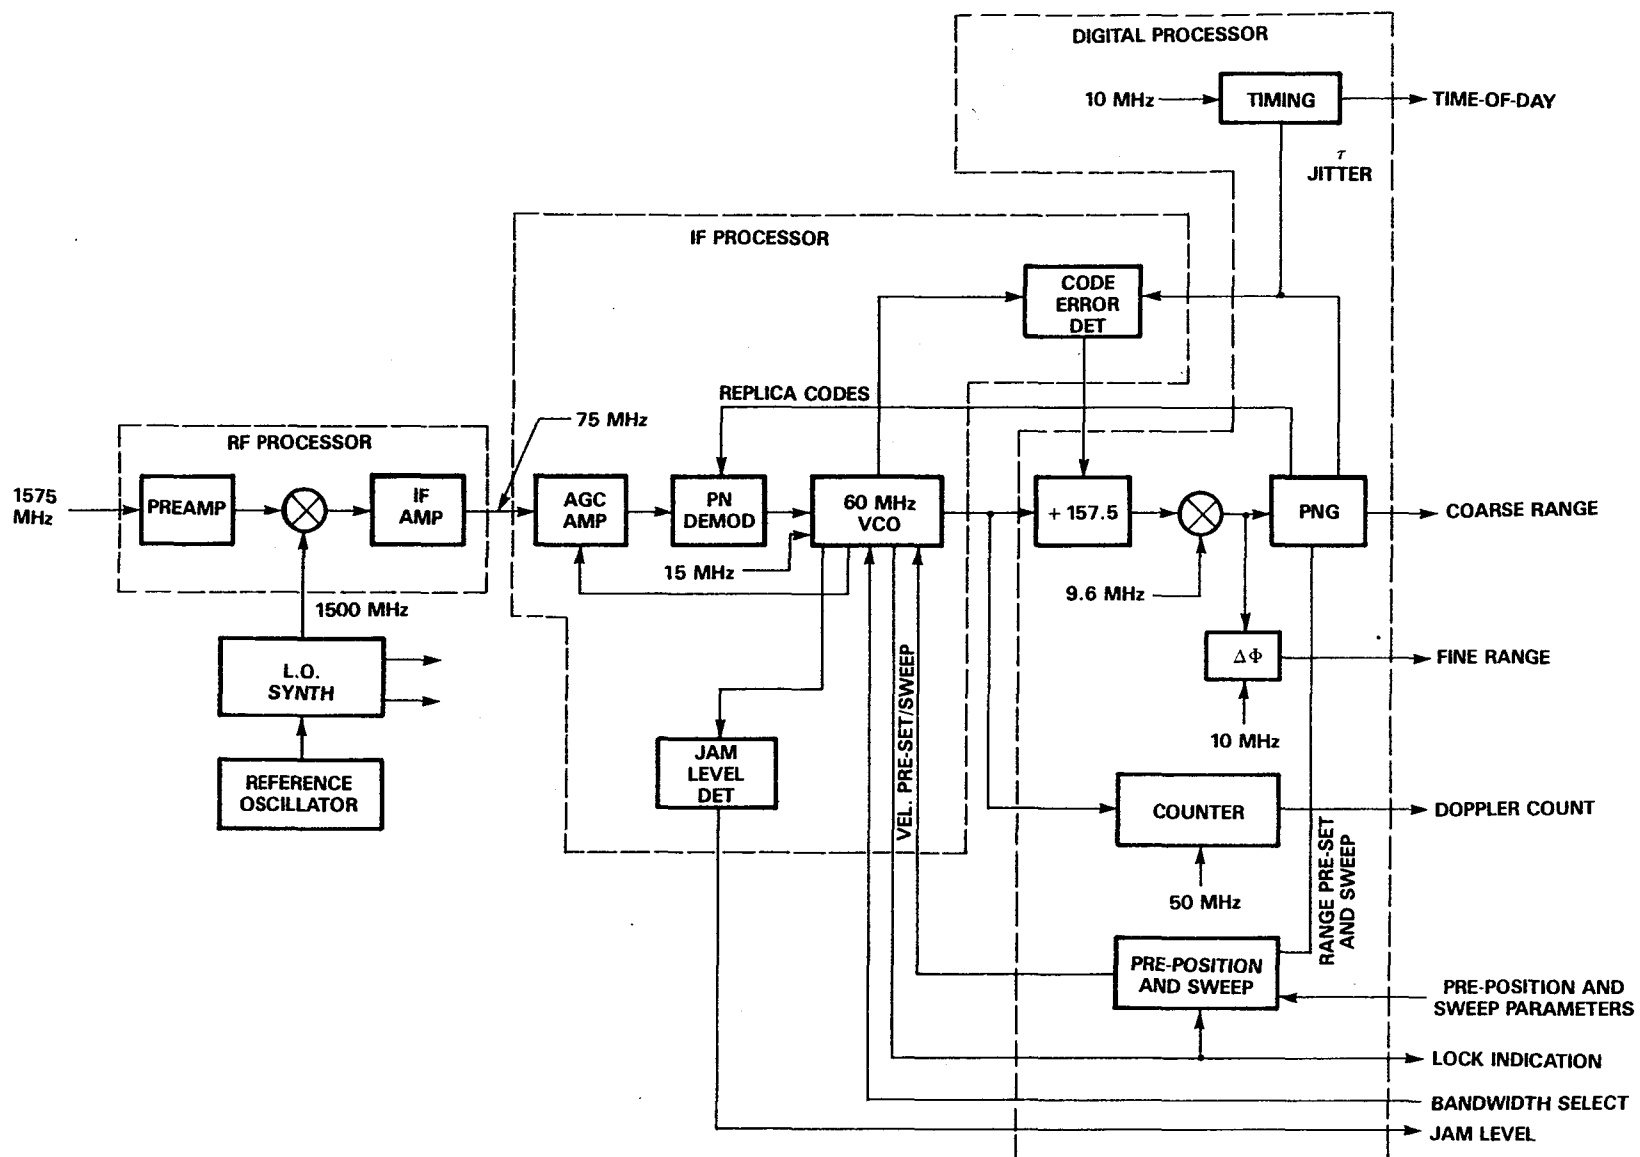 DIGITAL PROCESSOR
10 MHz
TIMING
TIME-OF-DAY
τ
JITTER
IF PROCESSOR
CODE
ERROR
DET
REPLICA CODES
75 MHz
RF PROCESSOR
1575
MHz
PREAMP
IF
AMP
AGC
AMP
PN
DEMOD
60 MHz
VCO
+ 157.5
PNG
COARSE RANGE
15 MHz
9.6 MHz
1500 MHz
L.O.
SYNTH
ΔΦ
FINE RANGE
VEL. PRE-SET/SWEEP
10 MHz
JAM
LEVEL
DET
REFERENCE
OSCILLATOR
COUNTER
DOPPLER COUNT
RANGE PRE-SET
AND SWEEP
50 MHz
PRE-POSITION
AND SWEEP
PRE-POSITION AND
SWEEP PARAMETERS
LOCK INDICATION
BANDWIDTH SELECT
JAM LEVEL